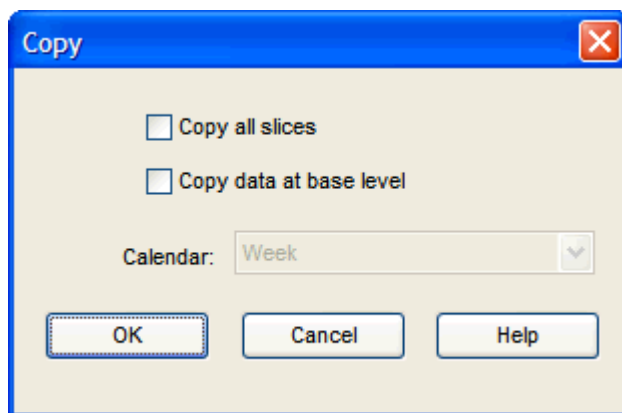 Copy
Copy all slices
Copy data at base level
Calendar: Week
OK Cancel Help